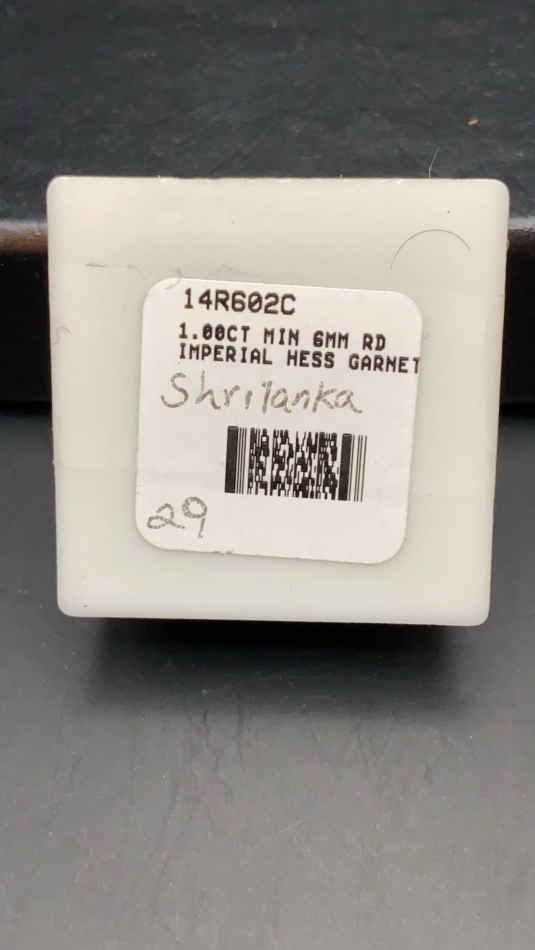 14R602C
1.00CT MIN 6MM RD
IMPERIAL HESS GARNET
Shrilanka
29